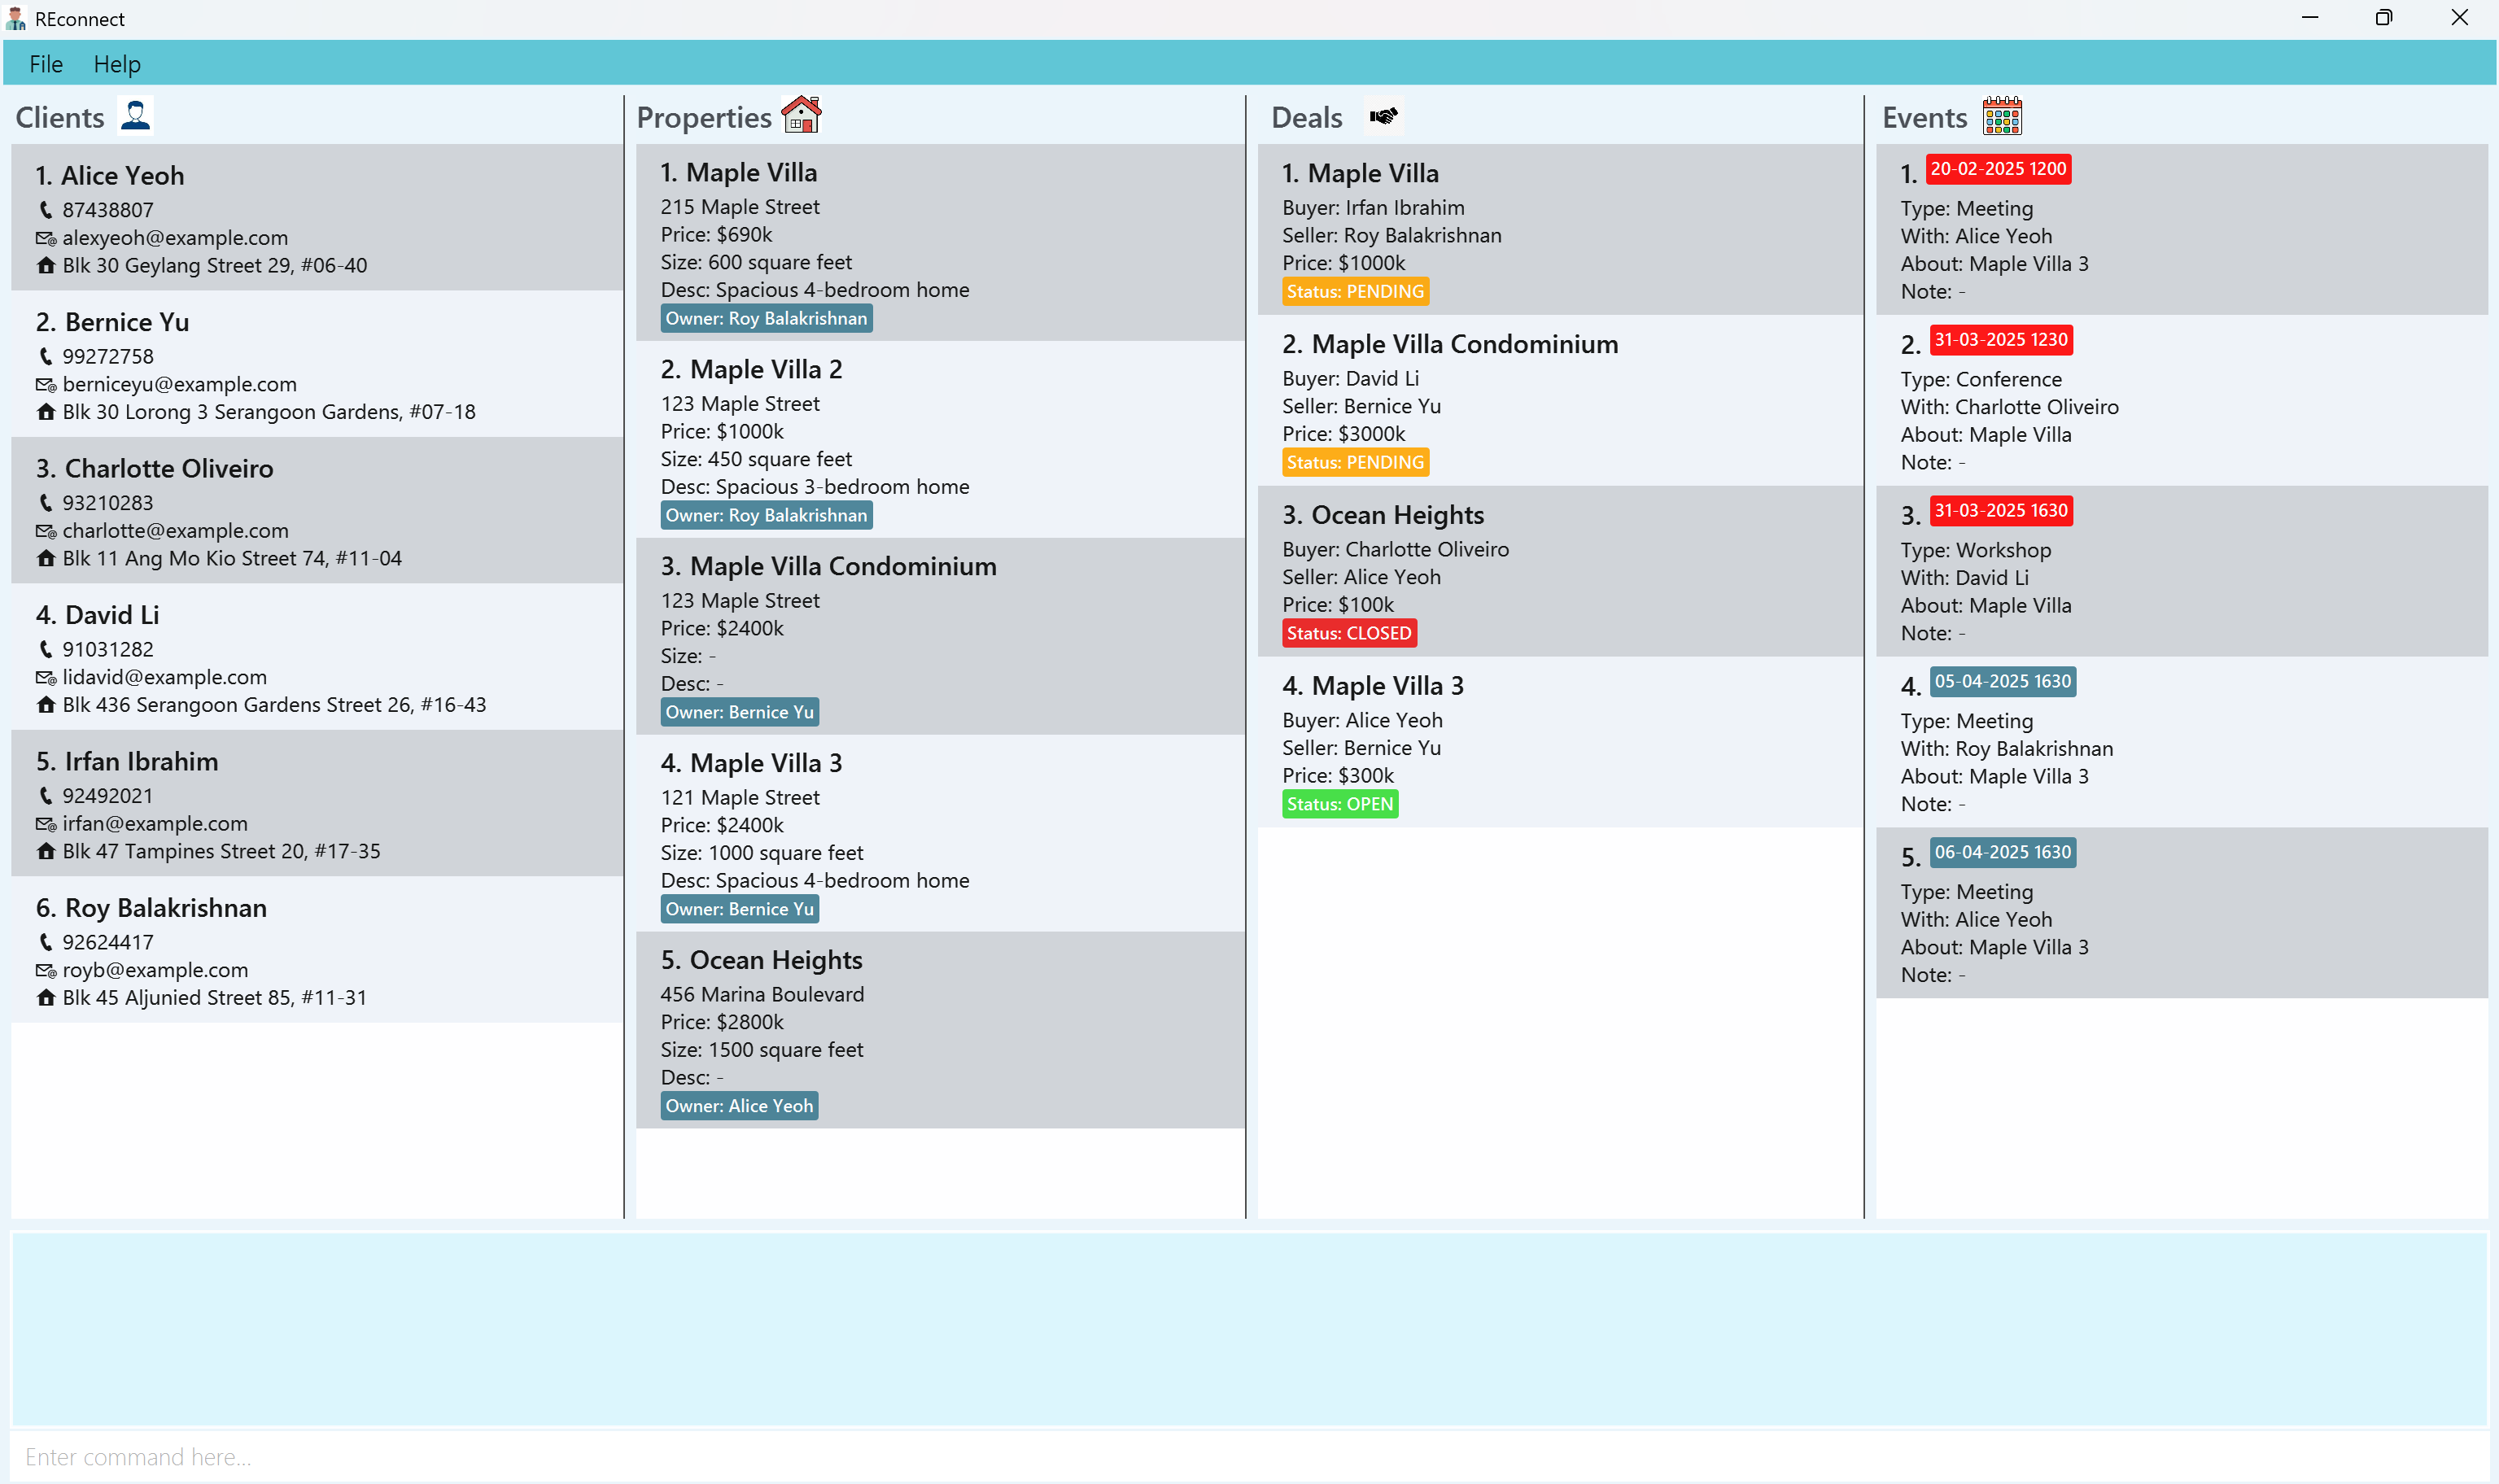 REconnect
File Help
Clients
1. Alice Yeoh
87438807
alexyeoh@example.com
Blk 30 Geylang Street 29, #06-40
2. Bernice Yu
99272758
berniceyu@example.com
Blk 30 Lorong 3 Serangoon Gardens, #07-18
3. Charlotte Oliveiro
93210283
charlotte@example.com
Blk 11 Ang Mo Kio Street 74, #11-04
4. David Li
91031282
lidavid@example.com
Blk 436 Serangoon Gardens Street 26, #16-43
5. Irfan Ibrahim
92492021
irfan@example.com
Blk 47 Tampines Street 20, #17-35
6. Roy Balakrishnan
92624417
royb@example.com
Blk 45 Aljunied Street 85, #11-31
Properties
1. Maple Villa
215 Maple Street
Price: $690k
Size: 600 square feet
Desc: Spacious 4-bedroom home
Owner: Roy Balakrishnan
2. Maple Villa 2
123 Maple Street
Price: $1000k
Size: 450 square feet
Desc: Spacious 3-bedroom home
Owner: Roy Balakrishnan
3. Maple Villa Condominium
123 Maple Street
Price: $2400k
Size: -
Desc: -
Owner: Bernice Yu
4. Maple Villa 3
121 Maple Street
Price: $2400k
Size: 1000 square feet
Desc: Spacious 4-bedroom home
Owner: Bernice Yu
5. Ocean Heights
456 Marina Boulevard
Price: $2800k
Size: 1500 square feet
Desc: -
Owner: Alice Yeoh
Deals
1. Maple Villa
Buyer: Irfan Ibrahim
Seller: Roy Balakrishnan
Price: $1000k
Status: PENDING
2. Maple Villa Condominium
Buyer: David Li
Seller: Bernice Yu
Price: $3000k
Status: PENDING
3. Ocean Heights
Buyer: Charlotte Oliveiro
Seller: Alice Yeoh
Price: $100k
Status: CLOSED
4. Maple Villa 3
Buyer: Alice Yeoh
Seller: Bernice Yu
Price: $300k
Status: OPEN
Events
1. 20-02-2025 1200
Type: Meeting
With: Alice Yeoh
About: Maple Villa 3
Note: -
2. 31-03-2025 1230
Type: Conference
With: Charlotte Oliveiro
About: Maple Villa
Note: -
3. 31-03-2025 1630
Type: Workshop
With: David Li
About: Maple Villa
Note: -
4. 05-04-2025 1630
Type: Meeting
With: Roy Balakrishnan
About: Maple Villa 3
Note: -
5. 06-04-2025 1630
Type: Meeting
With: Alice Yeoh
About: Maple Villa 3
Note: -
Enter command here...